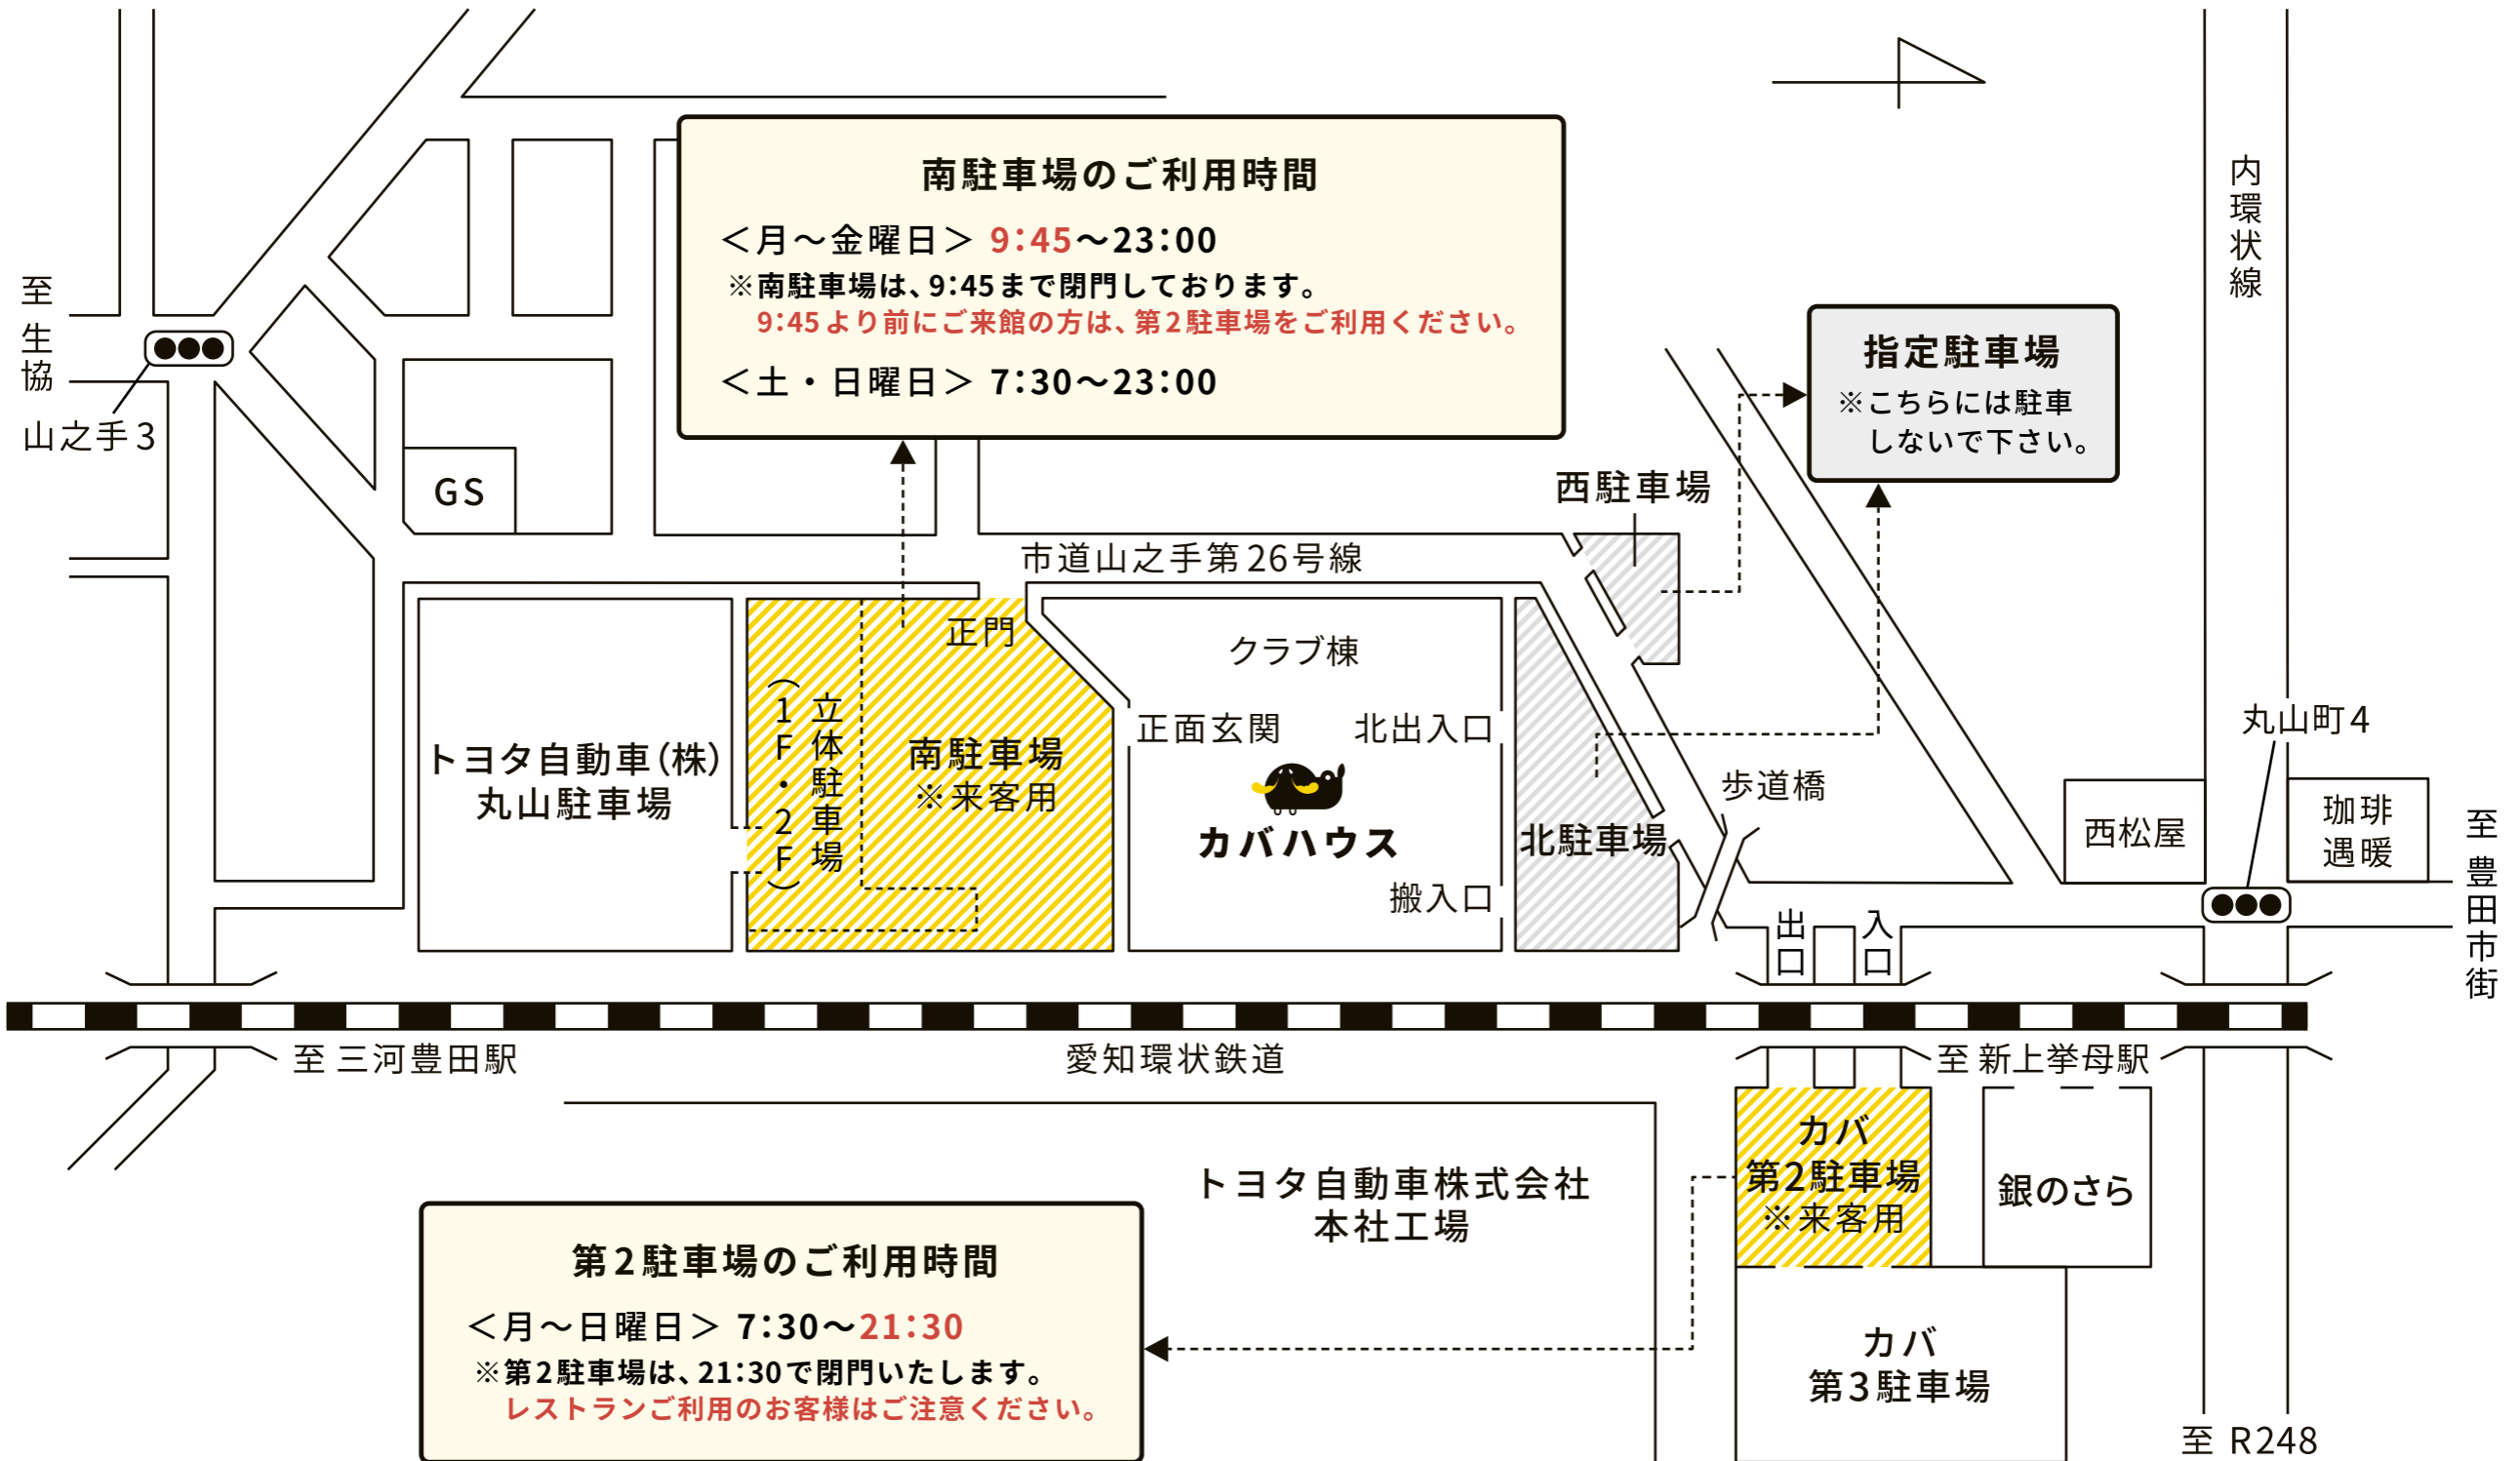 南駐車場のご利用時間
＜月～金曜日＞ 9:45～23:00
※南駐車場は、9:45まで閉門しております。
9:45より前にご来館の方は、第2駐車場をご利用ください。
＜土・日曜日＞ 7:30～23:00
内環状線
指定駐車場
※こちらには駐車
しないで下さい。
至 生協
山之手3
GS
西駐車場
市道山之手第26号線
正門
クラブ棟
立体駐車場
（1F・2F）
トヨタ自動車（株）
丸山駐車場
南駐車場
※来客用
正面玄関
北出入口
カバハウス
搬入口
北駐車場
歩道橋
丸山町4
西松屋
珈琲
遇暖
至 豊田市街
出口
入口
至 三河豊田駅
愛知環状鉄道
至 新上挙母駅
トヨタ自動車株式会社
本社工場
カバ
第2駐車場
※来客用
銀のさら
第2駐車場のご利用時間
＜月～日曜日＞ 7:30～21:30
※第2駐車場は、21:30で閉門いたします。
レストランご利用のお客様はご注意ください。
カバ
第3駐車場
至 R248